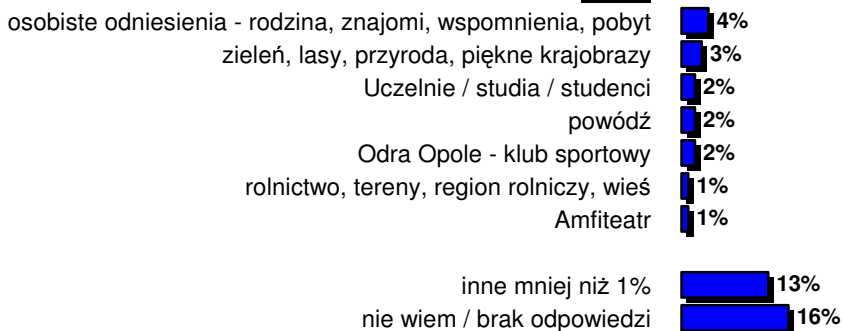 osobiste odniesienia - rodzina, znajomi, wspomnienia, pobyt 4%
zieleń, lasy, przyroda, piękne krajobrazy 3%
Uczelnie / studia / studenci 2%
powódź 2%
Odra Opole - klub sportowy 2%
rolnictwo, tereny, region rolniczy, wieś 1%
Amfiteatr 1%
inne mniej niż 1% 13%
nie wiem / brak odpowiedzi 16%